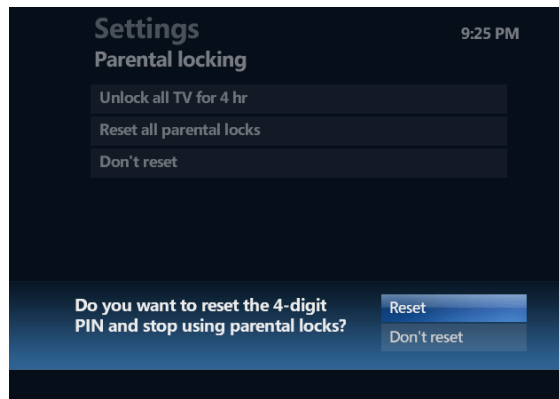 Settings
9:25 PM
Parental locking
Unlock all TV for 4 hr
Reset all parental locks
Don't reset
Do you want to reset the 4-digit
PIN and stop using parental locks?
Reset
Don't reset